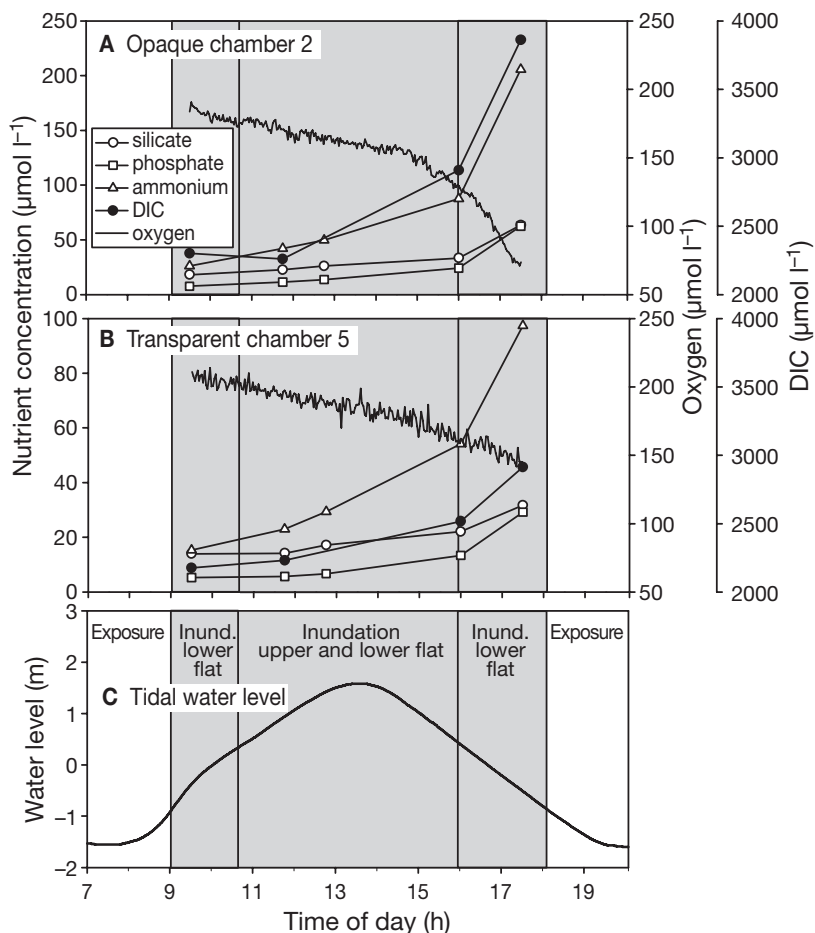 A Opaque chamber 2
250
200
150
100
50
0
Nutrient concentration (µmol l–1)
silicate
phosphate
ammonium
DIC
oxygen
250
200
150
100
50
Oxygen (µmol l–1)
4000
3500
3000
2500
2000
DIC (µmol l–1)
B Transparent chamber 5
100
80
60
40
20
0
250
200
150
100
50
4000
3500
3000
2500
2000
3
2
1
0
–1
–2
Water level (m)
Exposure
Inund.
lower
flat
Inundation
upper and lower flat
Inund.
lower
flat
Exposure
C Tidal water level
7 9 11 13 15 17 19
Time of day (h)